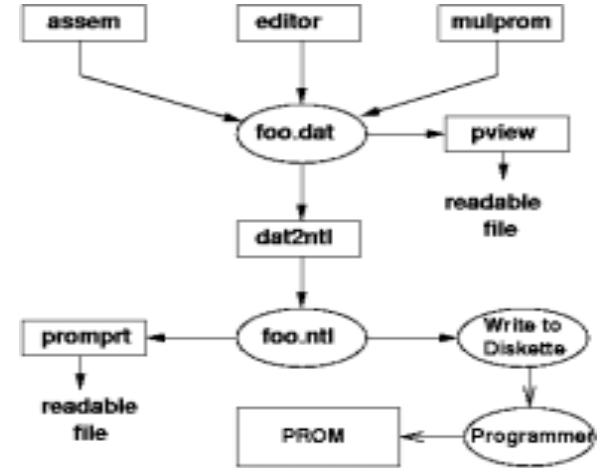 assem
editor
mulprom
foo.dat
pview
readable
file
dat2ntl
promprt
foo.ntl
Write to
Diskette
readable
file
PROM
Programmer